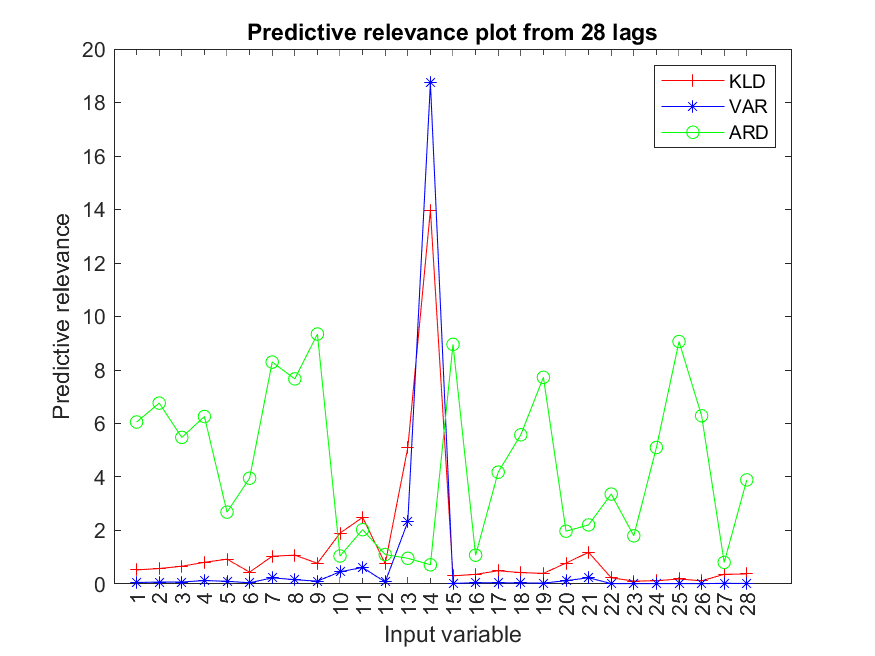 Predictive relevance plot from 28 lags
20
18
16
14
12
10
8
6
4
2
0
Predictive relevance
KLD
VAR
ARD
1 2 3 4 5 6 7 8 9 10 11 12 13 14 15 16 17 18 19 20 21 22 23 24 25 26 27 28
Input variable